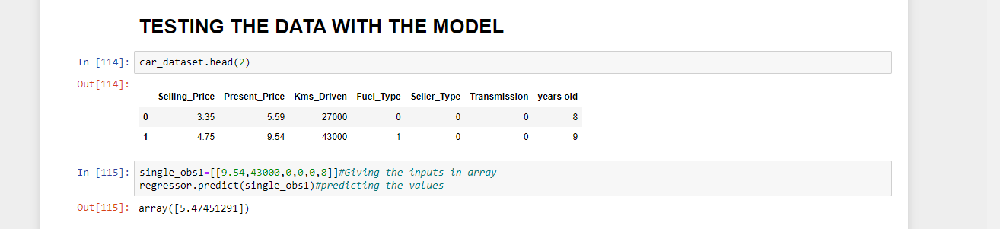 TESTING THE DATA WITH THE MODEL
In [114]: car_dataset.head(2)
Out[114]:
Selling_Price Present_Price Kms_Driven Fuel_Type Seller_Type Transmission years old
0 3.35 5.59 27000 0 0 0 8
1 4.75 9.54 43000 1 0 0 9
In [115]: single_obs1=[[9.54,43000,0,0,0,8]]#Giving the inputs in array
regressor.predict(single_obs1)#predicting the values
Out[115]: array([5.47451291])